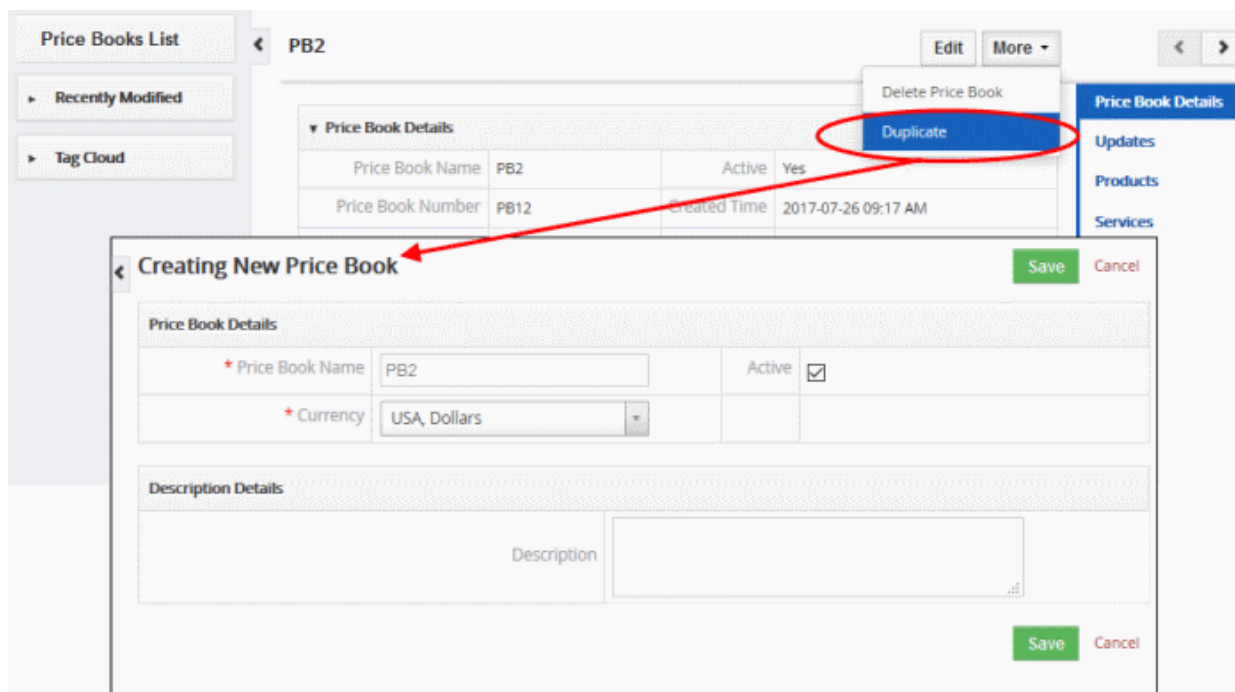 Price Books List
PB2
Edit
More
Delete Price Book
Duplicate
Recently Modified
Tag Cloud
Price Book Details
Price Book Name PB2 Active Yes
Price Book Number PB12 Created Time 2017-07-26 09:17 AM
Price Book Details
Updates
Products
Services
Creating New Price Book
Save Cancel
Price Book Details
* Price Book Name PB2 Active
* Currency USA, Dollars
Description Details
Description
Save Cancel